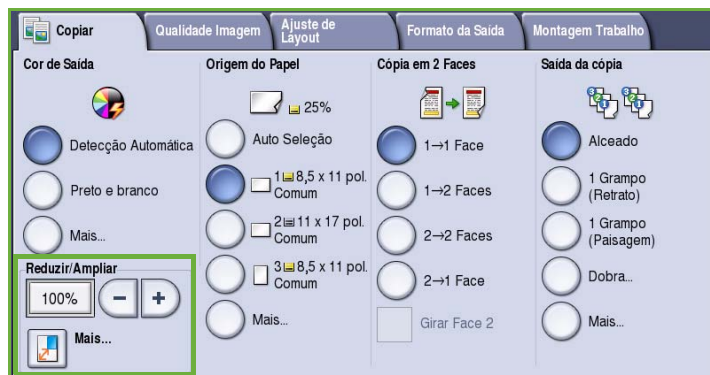 Copiar
Qualidade Imagem
Ajuste de
Layout
Formato da Saída
Montagem Trabalho
Cor de Saída
Detecção Automática
Preto e branco
Mais...
Reduzir/Ampliar
100%
Mais...
Origem do Papel
25%
Auto Seleção
1 8,5 x 11 pol.
Comum
2 11 x 17 pol.
Comum
3 8,5 x 11 pol.
Comum
Mais...
Cópia em 2 Faces
1→1 Face
1→2 Faces
2→2 Faces
2→1 Face
Girar Face 2
Saída da cópia
Alceado
1 Grampo
(Retrato)
1 Grampo
(Paisagem)
Dobra...
Mais...